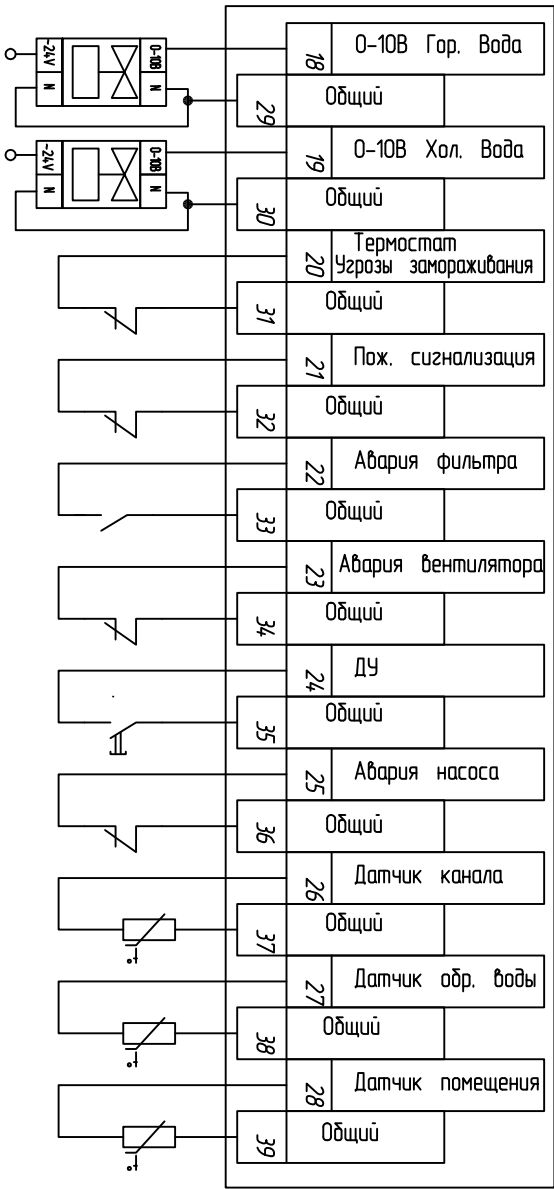 ~24V 0-10В 18 0-10В Гор. Вода
N N 29 Общий
~24V 0-10В 19 0-10В Хол. Вода
N N 30 Общий
20 Термостат
Угрозы замораживания
31 Общий
21 Пож. сигнализация
32 Общий
22 Авария фильтра
33 Общий
23 Авария вентилятора
34 Общий
24 ДУ
35 Общий
25 Авария насоса
36 Общий
26 Датчик канала
37 Общий
t°
27 Датчик обр. воды
38 Общий
t°
28 Датчик помещения
39 Общий
t°